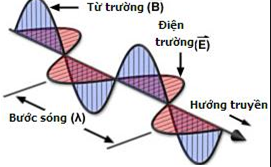 Từ trường (B)
Điện
trường(E⃗)
Hướng truyền
Bước sóng (λ)